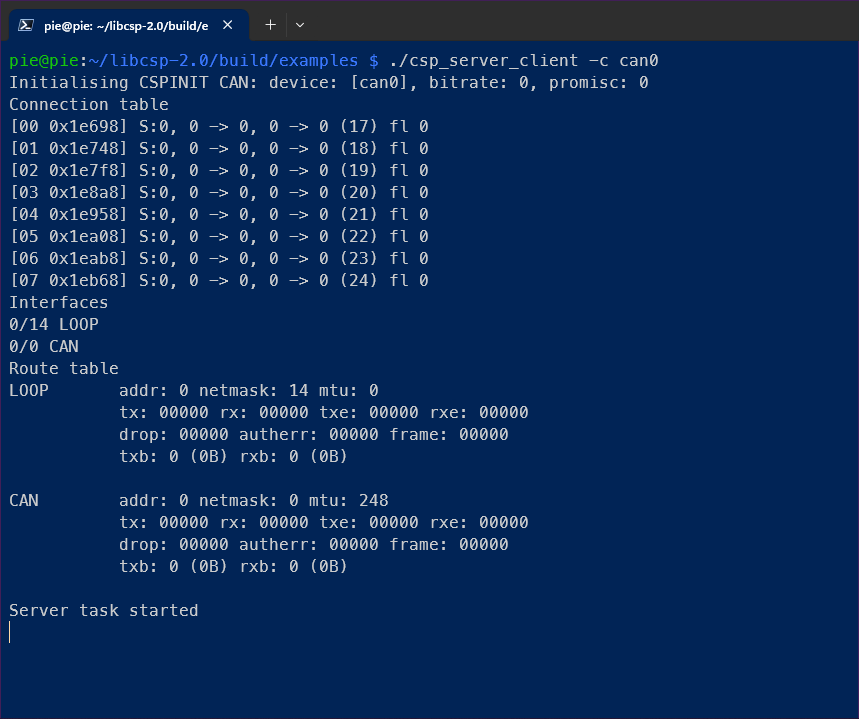 pie@pie: ~/libcsp-2.0/build/e
pie@pie:~/libcsp-2.0/build/examples $ ./csp_server_client -c can0
Initialising CSPINIT CAN: device: [can0], bitrate: 0, promisc: 0
Connection table
[00 0x1e698] S:0, 0 -> 0, 0 -> 0 (17) fl 0
[01 0x1e748] S:0, 0 -> 0, 0 -> 0 (18) fl 0
[02 0x1e7f8] S:0, 0 -> 0, 0 -> 0 (19) fl 0
[03 0x1e8a8] S:0, 0 -> 0, 0 -> 0 (20) fl 0
[04 0x1e958] S:0, 0 -> 0, 0 -> 0 (21) fl 0
[05 0x1ea08] S:0, 0 -> 0, 0 -> 0 (22) fl 0
[06 0x1eab8] S:0, 0 -> 0, 0 -> 0 (23) fl 0
[07 0x1eb68] S:0, 0 -> 0, 0 -> 0 (24) fl 0
Interfaces
0/14 LOOP
0/0 CAN
Route table
LOOP       addr: 0 netmask: 14 mtu: 0
           tx: 00000 rx: 00000 txe: 00000 rxe: 00000
           drop: 00000 autherr: 00000 frame: 00000
           txb: 0 (0B) rxb: 0 (0B)

CAN        addr: 0 netmask: 0 mtu: 248
           tx: 00000 rx: 00000 txe: 00000 rxe: 00000
           drop: 00000 autherr: 00000 frame: 00000
           txb: 0 (0B) rxb: 0 (0B)

Server task started